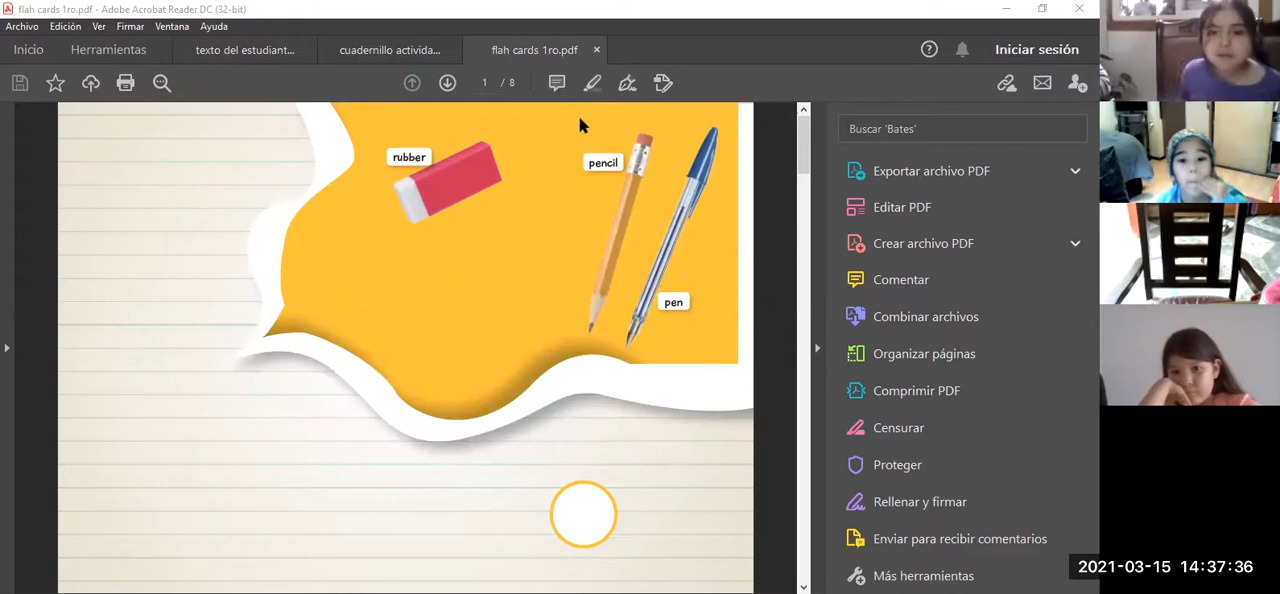 flah cards 1ro.pdf - Adobe Acrobat Reader DC (32-bit)
Archivo Edición Ver Firmar Ventana Ayuda
Inicio Herramientas texto del estudiant... cuadernillo activida... flah cards 1ro.pdf × Iniciar sesión
1 / 8
Buscar 'Bates'
rubber
pencil
pen
Exportar archivo PDF
Editar PDF
Crear archivo PDF
Comentar
Combinar archivos
Organizar páginas
Comprimir PDF
Censurar
Proteger
Rellenar y firmar
Enviar para recibir comentarios
Más herramientas
2021-03-15 14:37:36